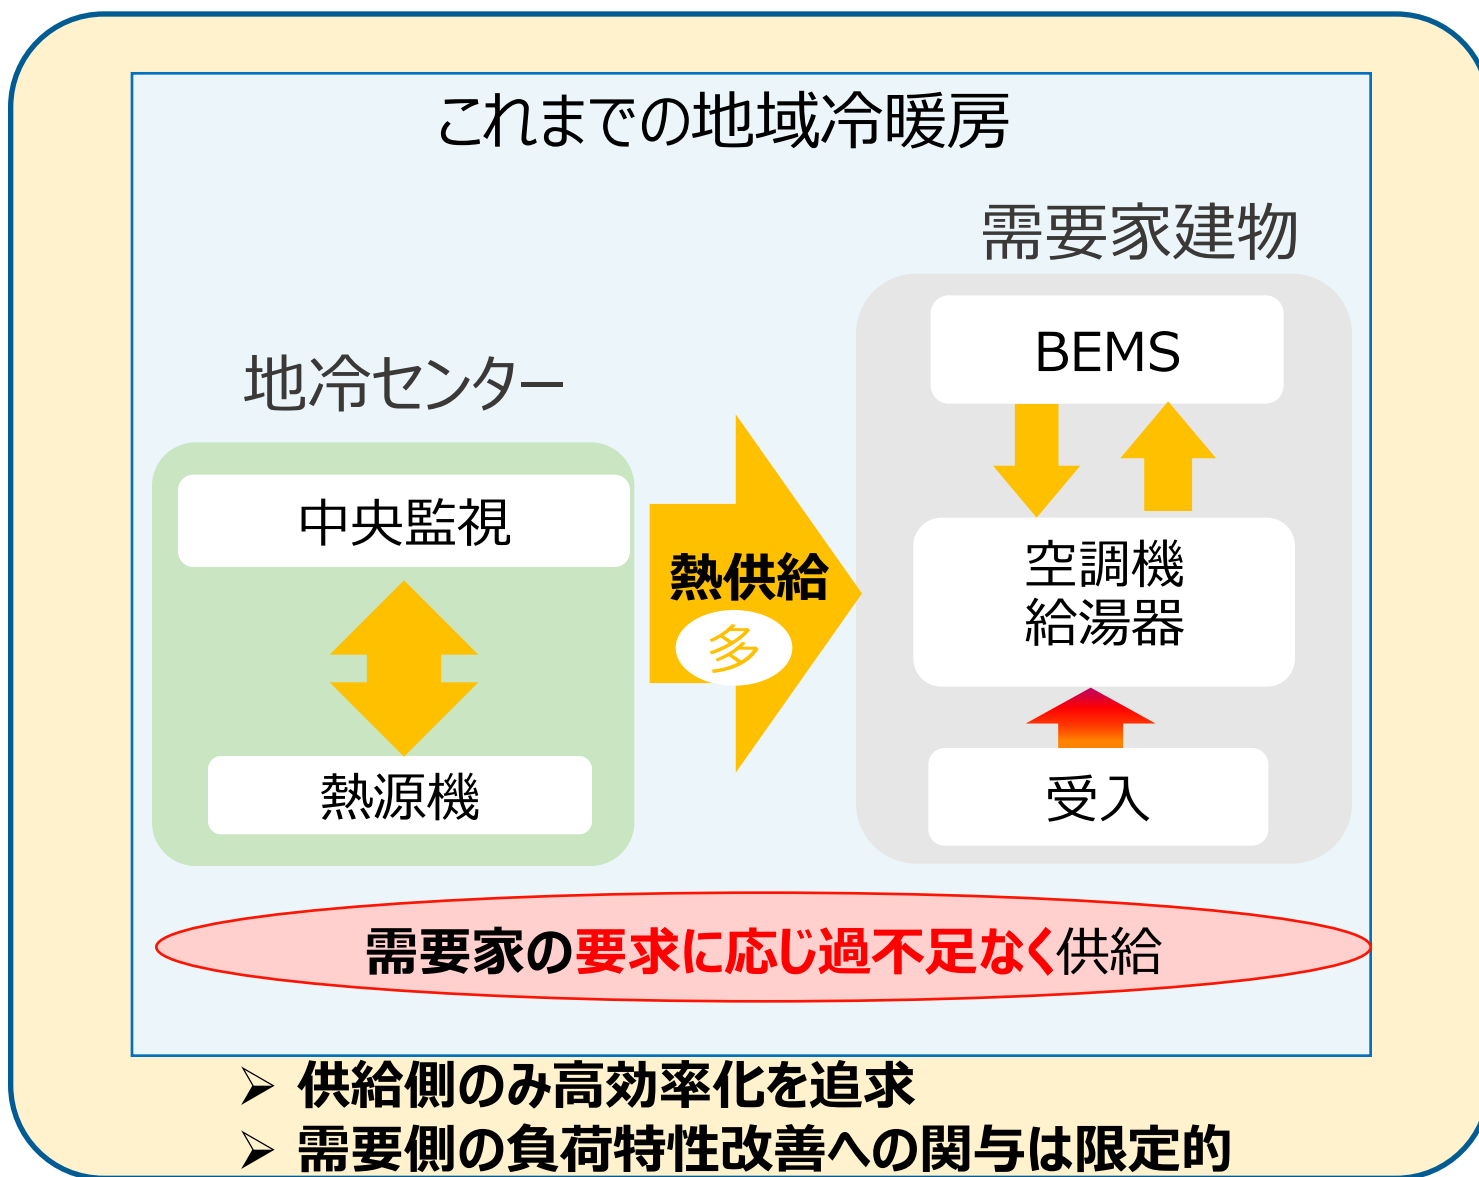 これまでの地域冷暖房
需要家建物
BEMS
地冷センター
中央監視
熱供給
多
空調機
給湯器
熱源機
受入
需要家の要求に応じ過不足なく供給
➢ 供給側のみ高効率化を追求
➢ 需要側の負荷特性改善への関与は限定的